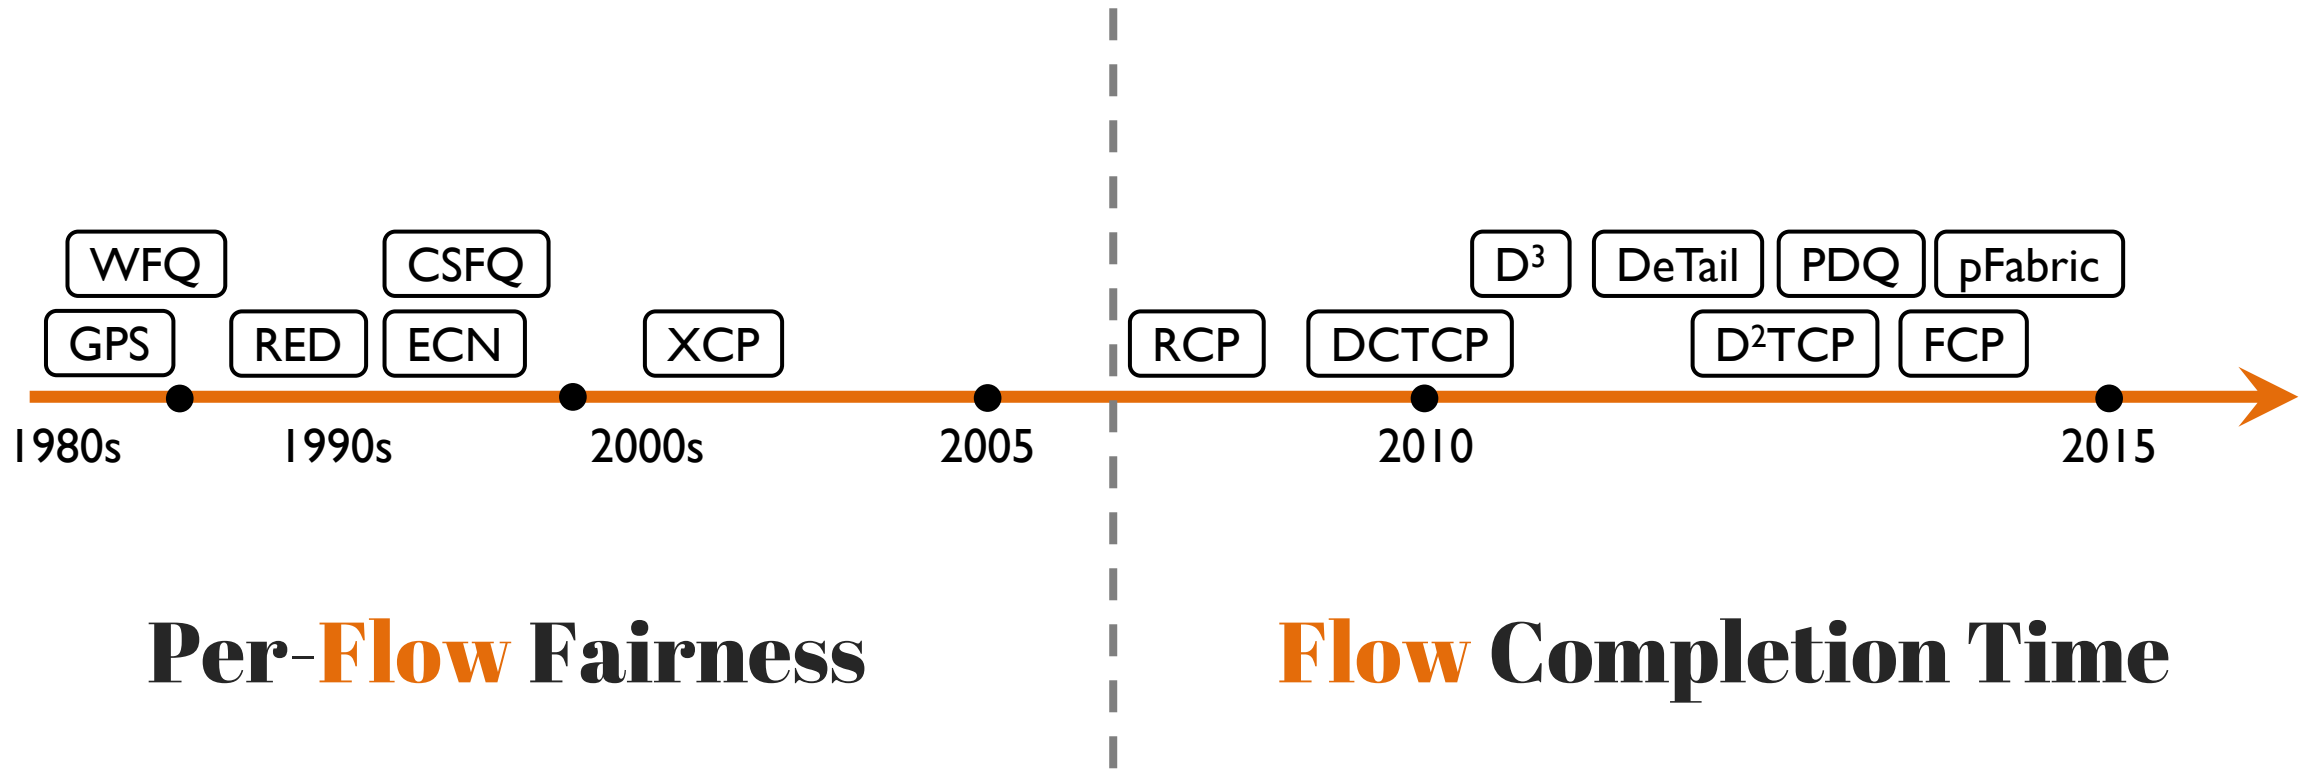 WFQ CSFQ D³ DeTail PDQ pFabric
GPS RED ECN XCP RCP DCTCP D²TCP FCP
1980s 1990s 2000s 2005 2010 2015
Per-Flow Fairness Flow Completion Time